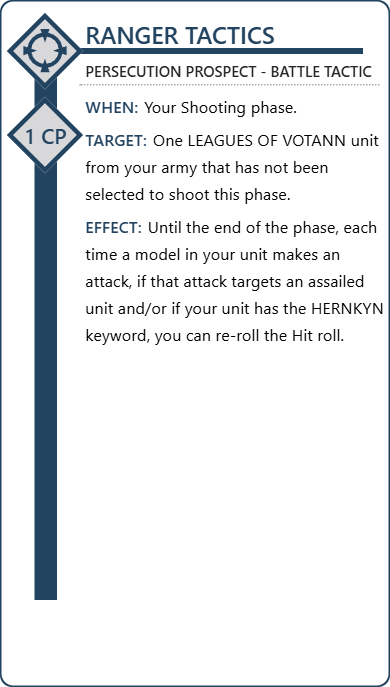 RANGER TACTICS
PERSECUTION PROSPECT - BATTLE TACTIC
WHEN: Your Shooting phase.
1 CP
TARGET: One LEAGUES OF VOTANN unit
from your army that has not been
selected to shoot this phase.
EFFECT: Until the end of the phase, each
time a model in your unit makes an
attack, if that attack targets an assailed
unit and/or if your unit has the HERNKYN
keyword, you can re-roll the Hit roll.